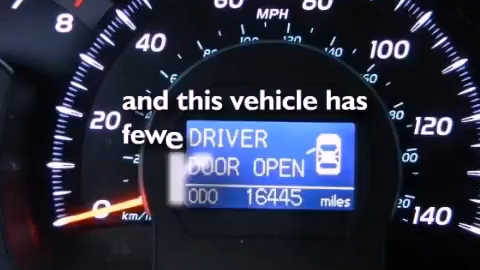 7
8
60
80
MPH
40
100
and this vehicle has
fewe
20
120
DRIVER
DOOR OPEN
ODO 16445 miles
0
km/h
140